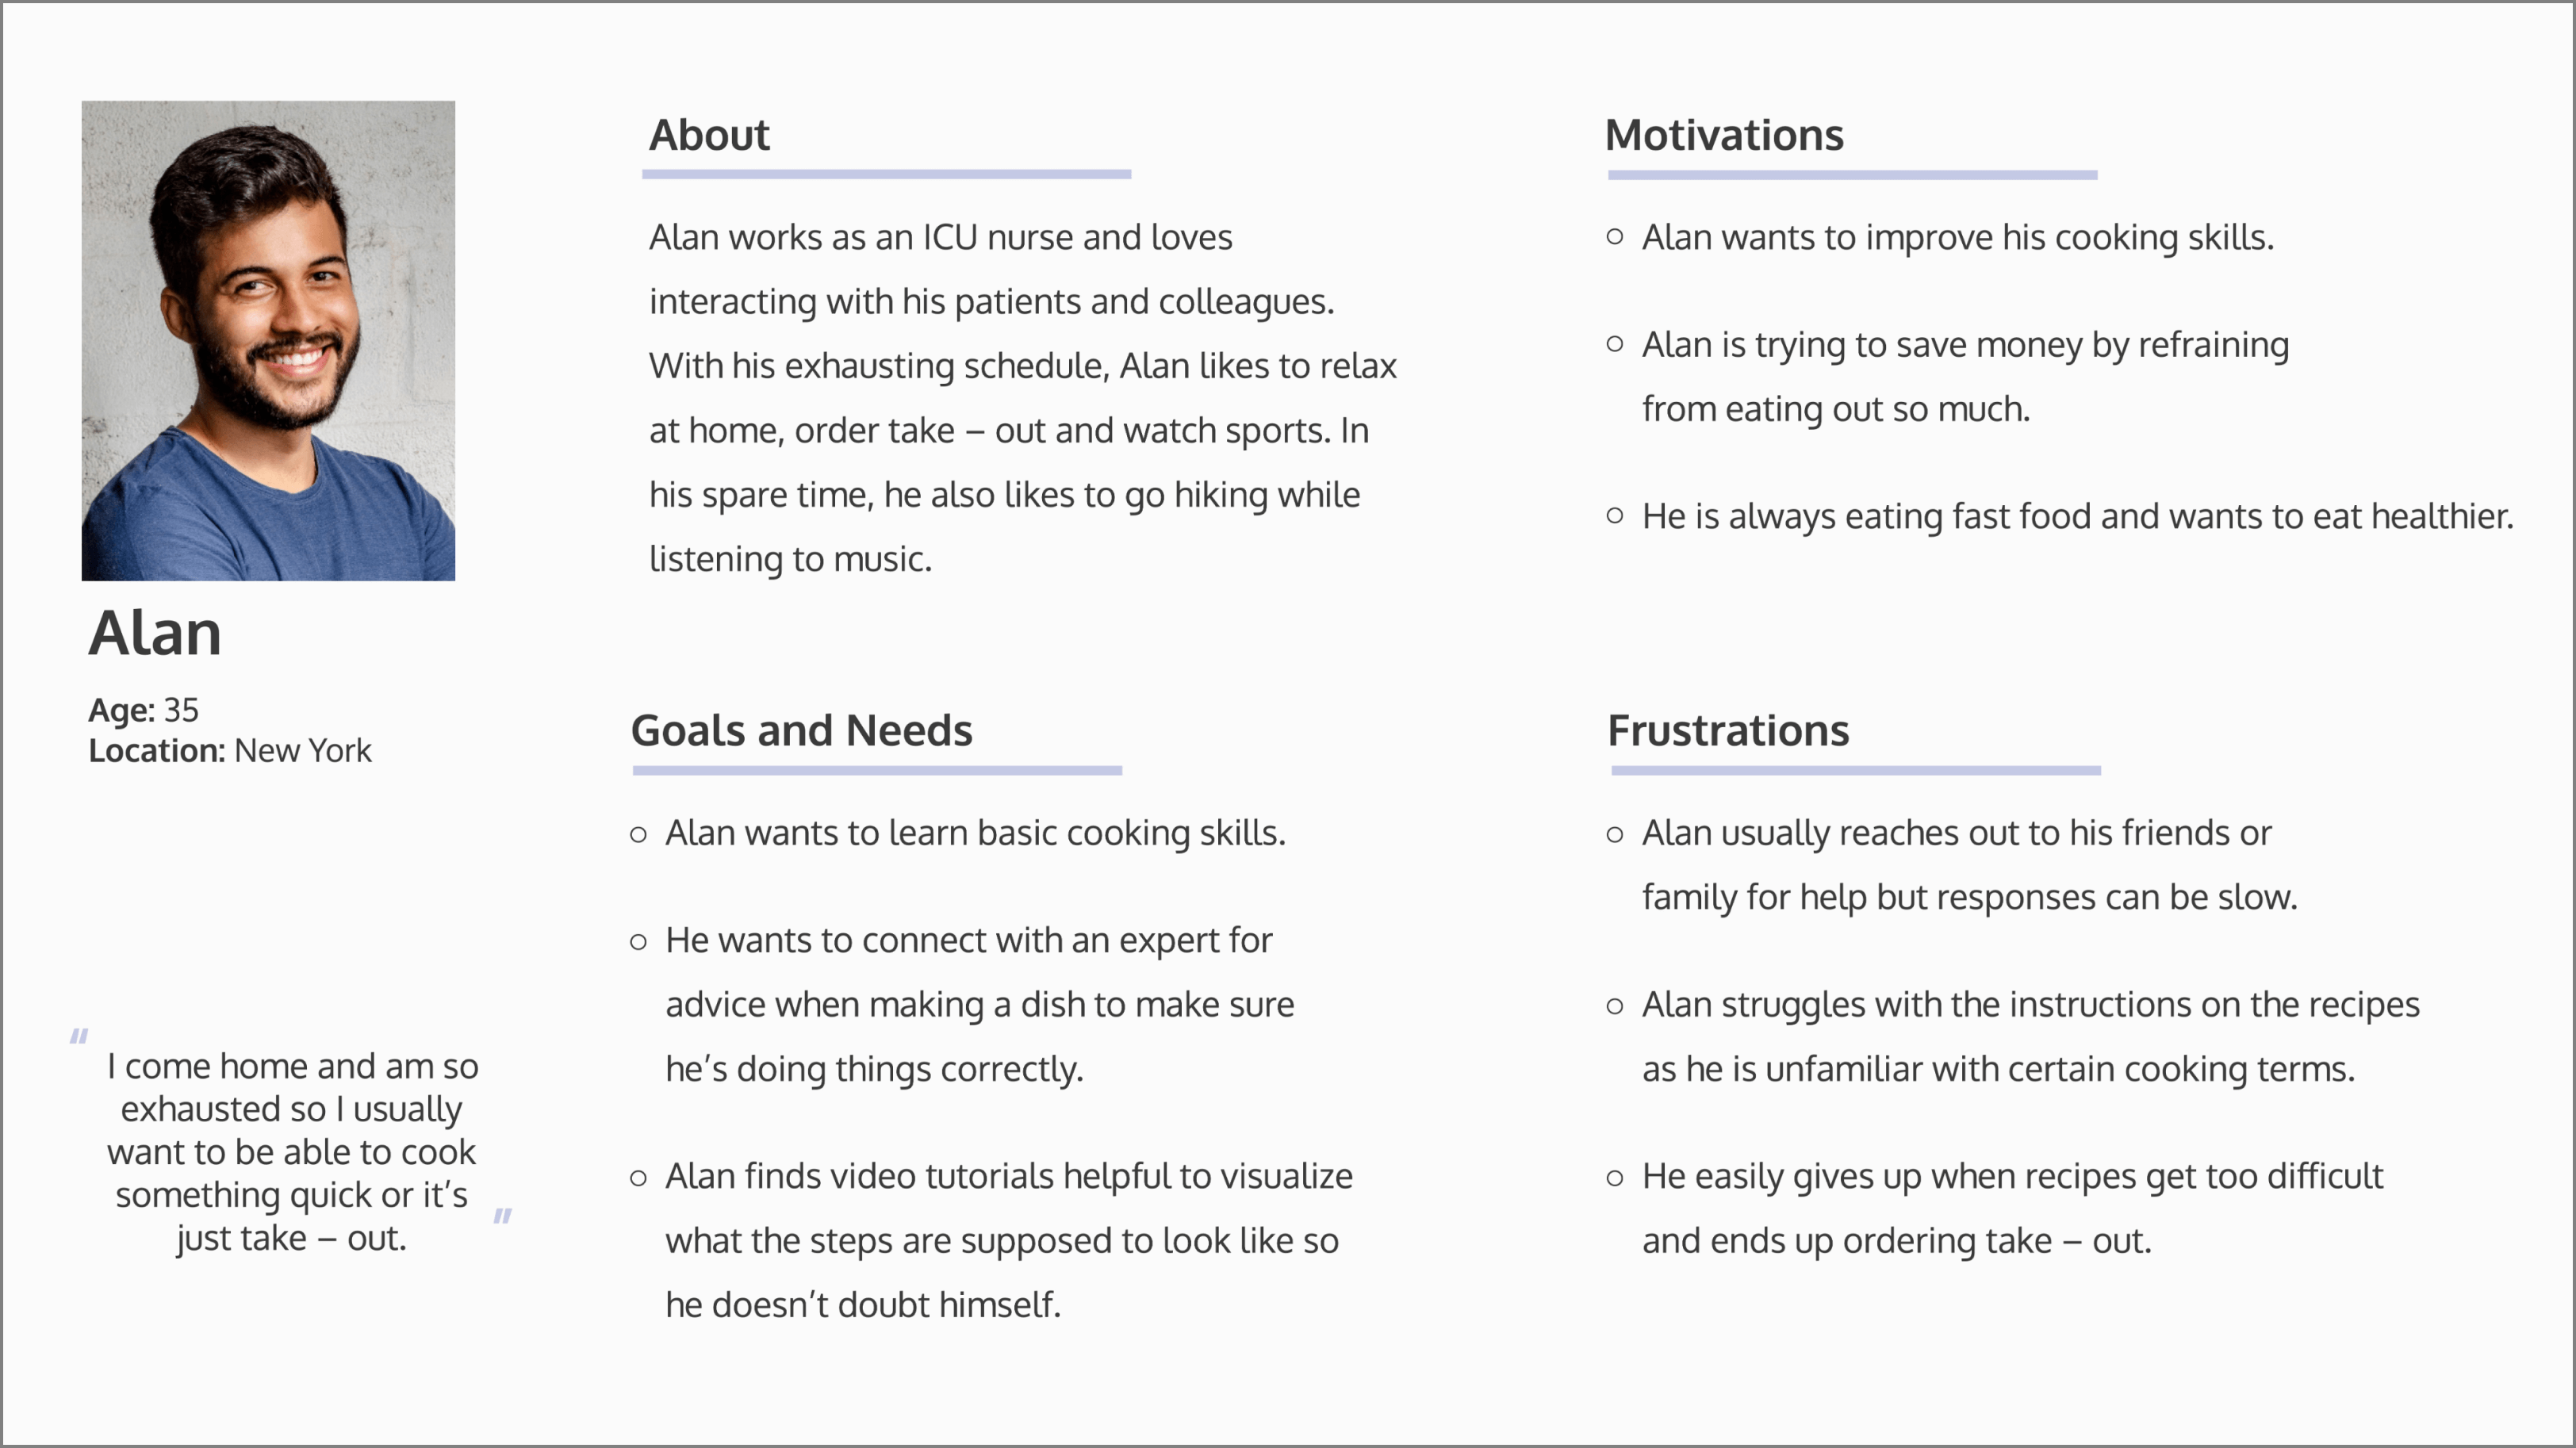 Alan
Age: 35
Location: New York
“
I come home and am so
exhausted so I usually
want to be able to cook
something quick or it’s
just take – out.
”
About
Alan works as an ICU nurse and loves
interacting with his patients and colleagues.
With his exhausting schedule, Alan likes to relax
at home, order take – out and watch sports. In
his spare time, he also likes to go hiking while
listening to music.
Goals and Needs
○ Alan wants to learn basic cooking skills.
○ He wants to connect with an expert for
advice when making a dish to make sure
he’s doing things correctly.
○ Alan finds video tutorials helpful to visualize
what the steps are supposed to look like so
he doesn’t doubt himself.
Motivations
○ Alan wants to improve his cooking skills.
○ Alan is trying to save money by refraining
from eating out so much.
○ He is always eating fast food and wants to eat healthier.
Frustrations
○ Alan usually reaches out to his friends or
family for help but responses can be slow.
○ Alan struggles with the instructions on the recipes
as he is unfamiliar with certain cooking terms.
○ He easily gives up when recipes get too difficult
and ends up ordering take – out.